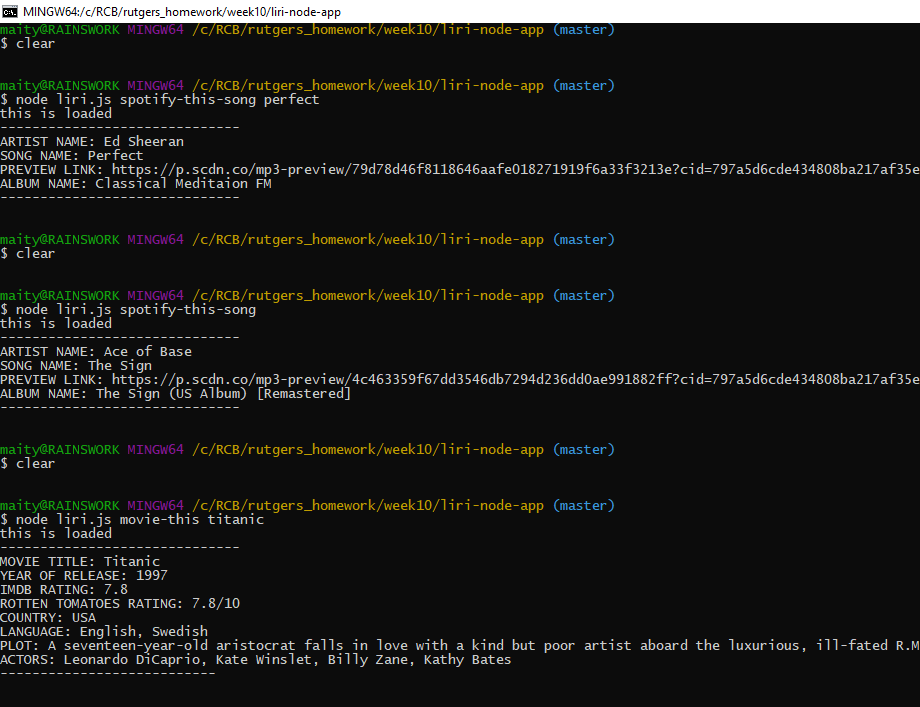 MINGW64:/c/RCB/rutgers_homework/week10/liri-node-app
maity@RAINSWORK MINGW64 /c/RCB/rutgers_homework/week10/liri-node-app (master)
$ clear
maity@RAINSWORK MINGW64 /c/RCB/rutgers_homework/week10/liri-node-app (master)
$ node liri.js spotify-this-song perfect
this is loaded
------------------------------
ARTIST NAME: Ed Sheeran
SONG NAME: Perfect
PREVIEW LINK: https://p.scdn.co/mp3-preview/79d78d46f8118646aafe018271919f6a33f3213e?cid=797a5d6cde434808ba217af35e
ALBUM NAME: Classical Meditaion FM
------------------------------
maity@RAINSWORK MINGW64 /c/RCB/rutgers_homework/week10/liri-node-app (master)
$ clear
maity@RAINSWORK MINGW64 /c/RCB/rutgers_homework/week10/liri-node-app (master)
$ node liri.js spotify-this-song
this is loaded
------------------------------
ARTIST NAME: Ace of Base
SONG NAME: The Sign
PREVIEW LINK: https://p.scdn.co/mp3-preview/4c463359f67dd3546db7294d236dd0ae991882ff?cid=797a5d6cde434808ba217af35e
ALBUM NAME: The Sign (US Album) [Remastered]
------------------------------
maity@RAINSWORK MINGW64 /c/RCB/rutgers_homework/week10/liri-node-app (master)
$ clear
maity@RAINSWORK MINGW64 /c/RCB/rutgers_homework/week10/liri-node-app (master)
$ node liri.js movie-this titanic
this is loaded
------------------------------
MOVIE TITLE: Titanic
YEAR OF RELEASE: 1997
IMDB RATING: 7.8
ROTTEN TOMATOES RATING: 7.8/10
COUNTRY: USA
LANGUAGE: English, Swedish
PLOT: A seventeen-year-old aristocrat falls in love with a kind but poor artist aboard the luxurious, ill-fated R.M
ACTORS: Leonardo DiCaprio, Kate Winslet, Billy Zane, Kathy Bates
---------------------------